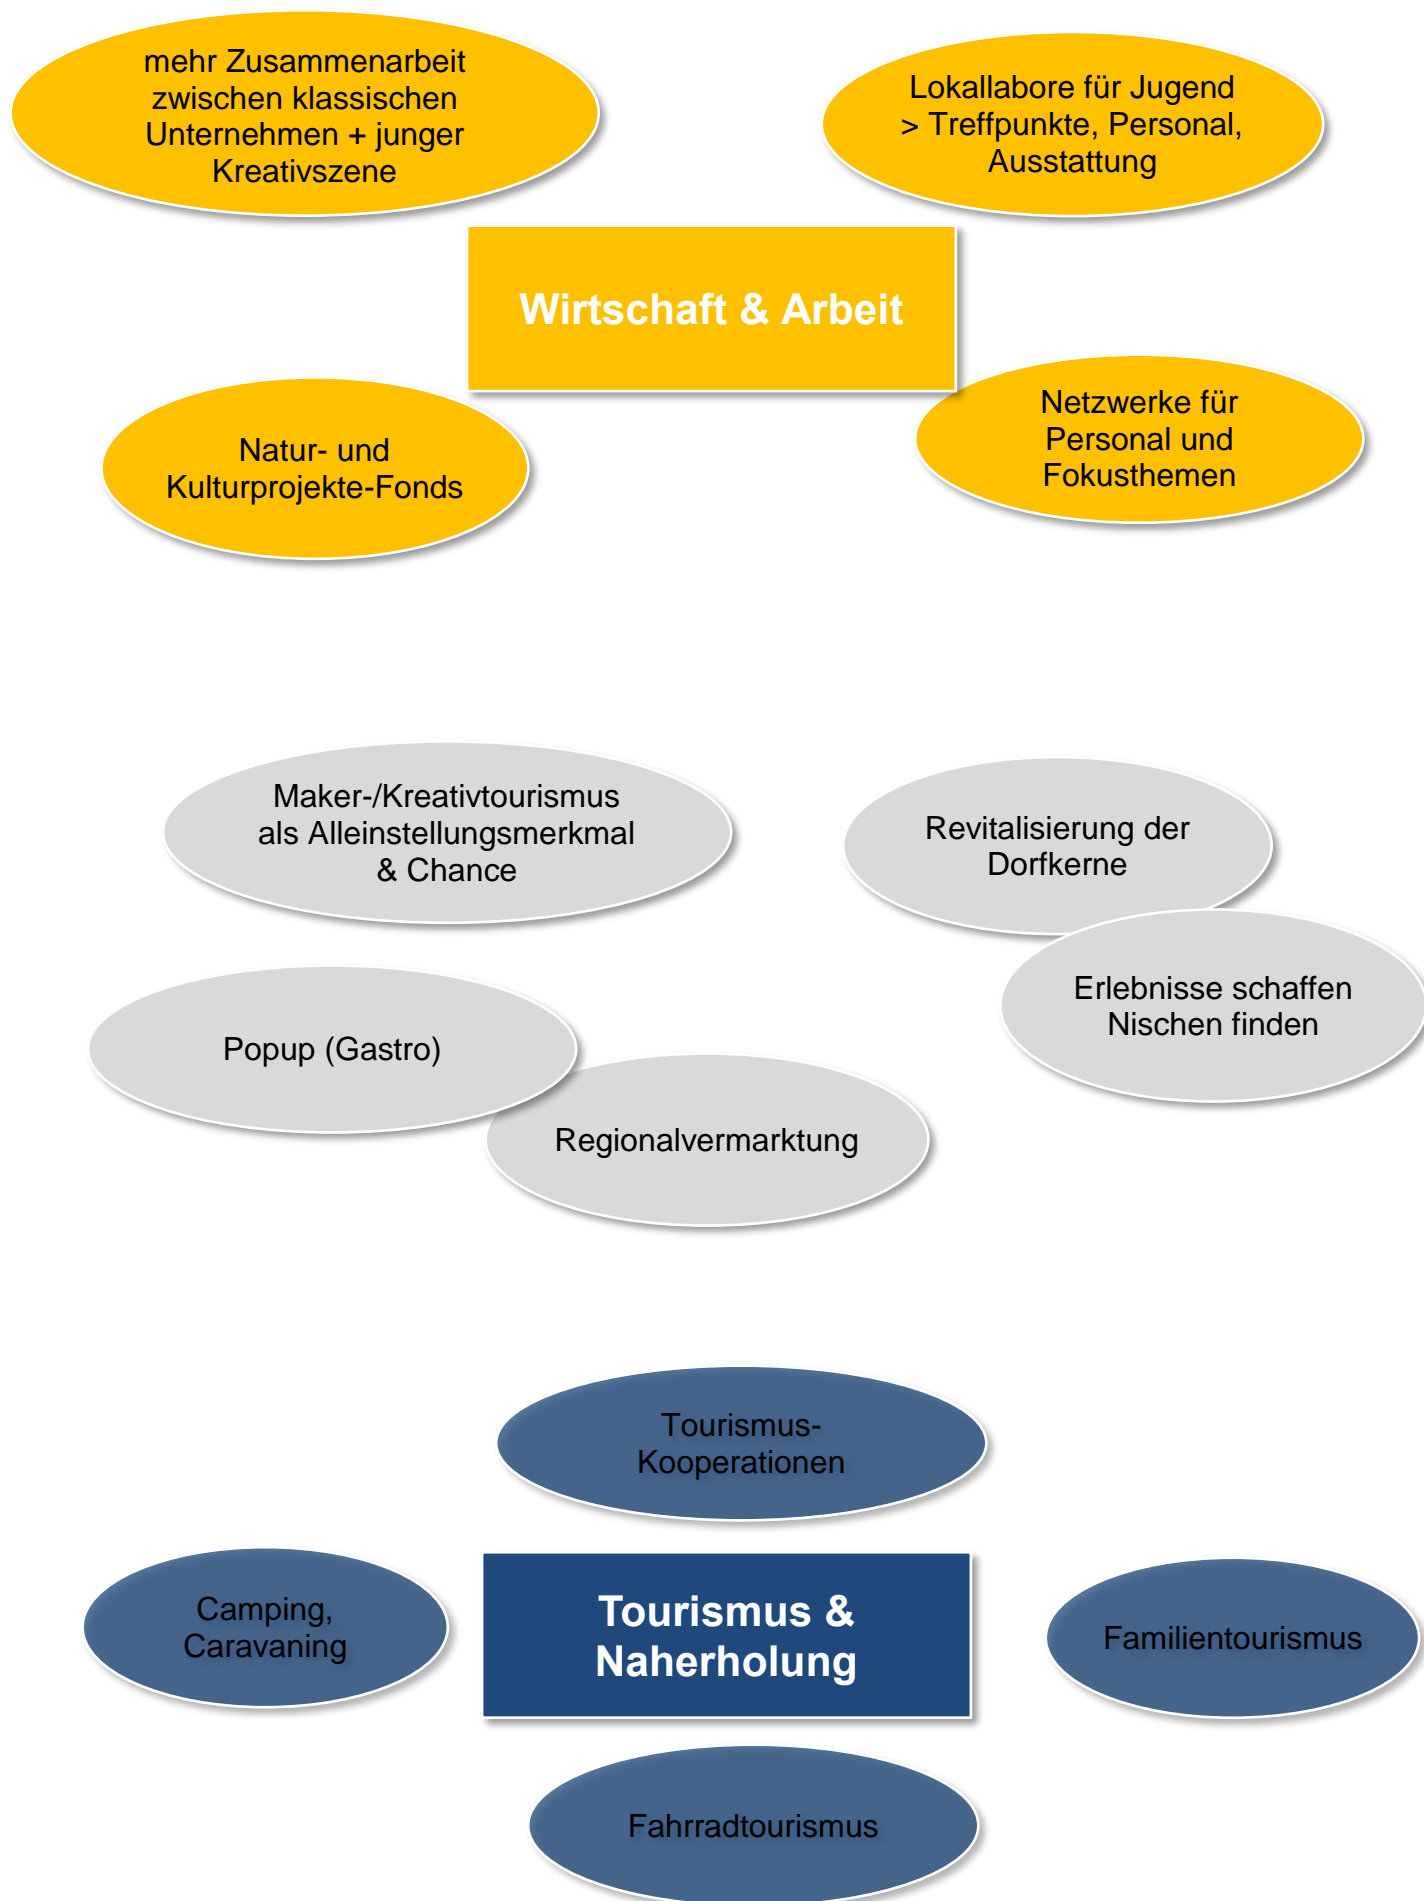 mehr Zusammenarbeit
zwischen klassischen
Unternehmen + junger
Kreativszene
Lokallabore für Jugend
> Treffpunkte, Personal,
Ausstattung
Wirtschaft & Arbeit
Natur- und
Kulturprojekte-Fonds
Netzwerke für
Personal und
Fokusthemen
Maker-/Kreativtourismus
als Alleinstellungsmerkmal
& Chance
Revitalisierung der
Dorfkerne
Erlebnisse schaffen
Nischen finden
Popup (Gastro)
Regionalvermarktung
Tourismus-
Kooperationen
Camping,
Caravaning
Tourismus &
Naherholung
Familientourismus
Fahrradtourismus